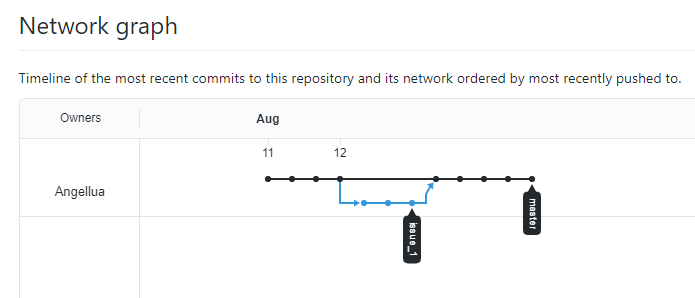 Network graph
Timeline of the most recent commits to this repository and its network ordered by most recently pushed to.
Owners
Aug
11
12
Angellua
master
issue_1